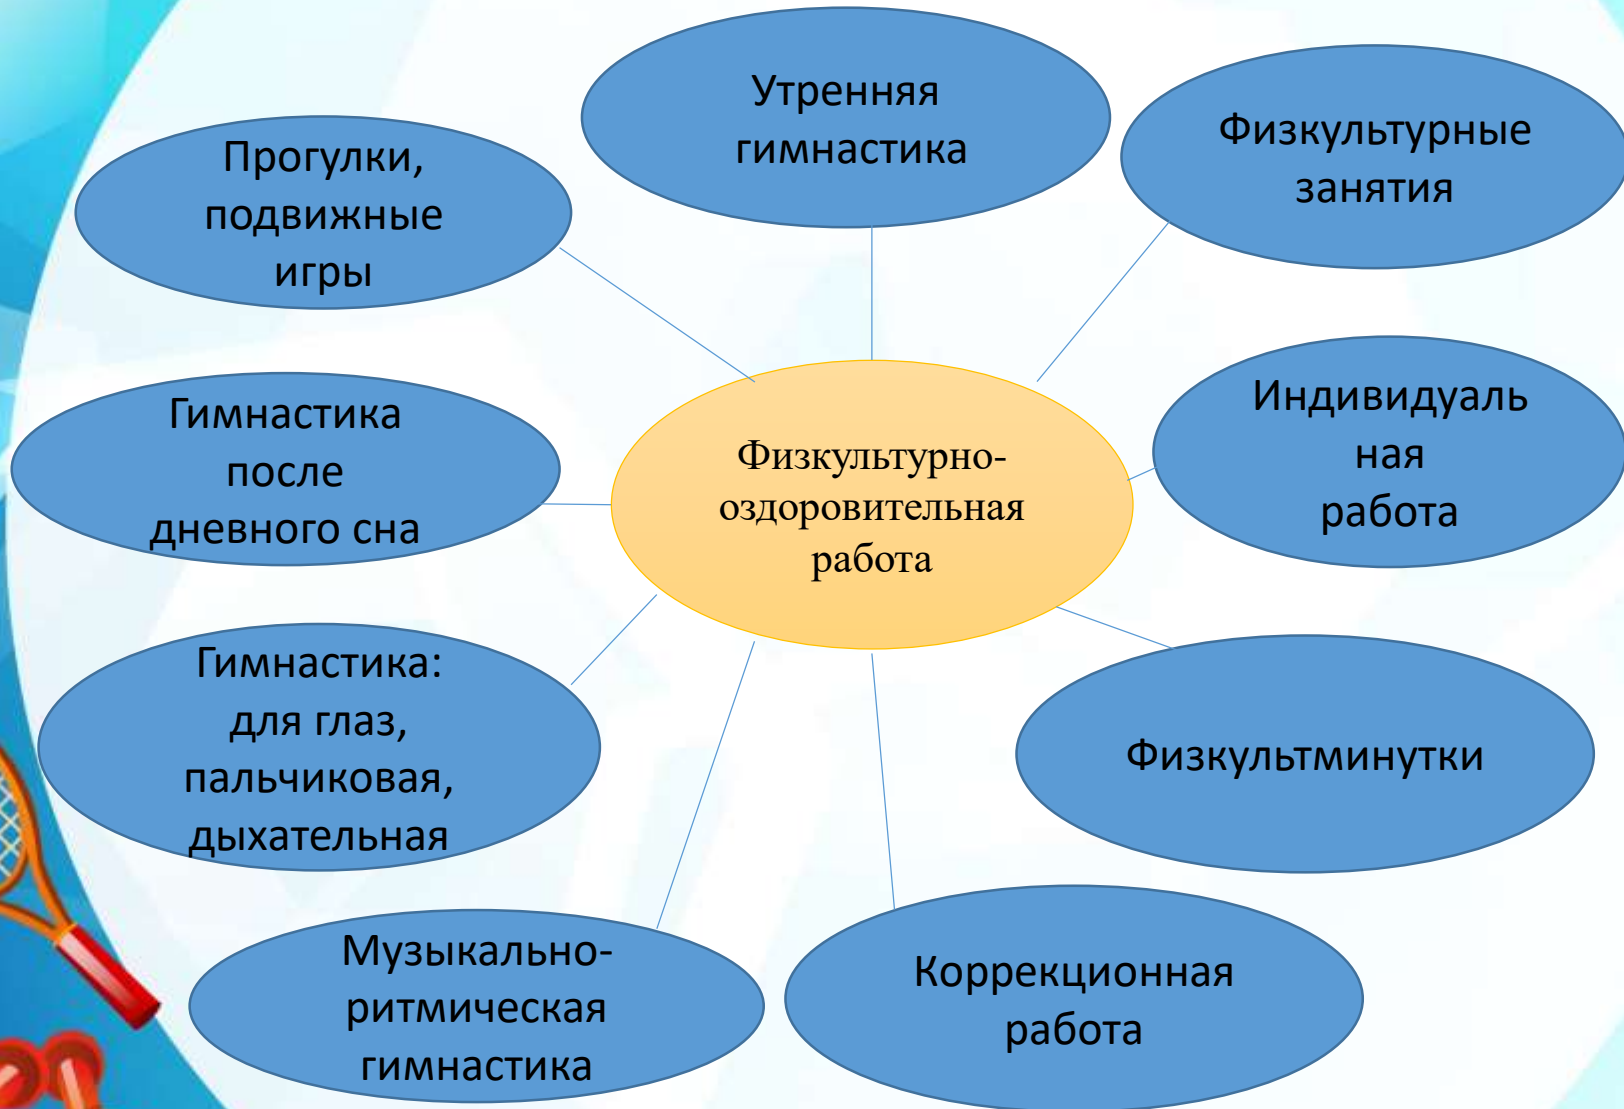 Утренняя
гимнастика
Физкультурные
занятия
Прогулки,
подвижные
игры
Индивидуаль
ная
работа
Гимнастика
после
дневного сна
Физкультурно-
оздоровительная
работа
Гимнастика:
для глаз,
пальчиковая,
дыхательная
Физкультминутки
Музыкально-
ритмическая
гимнастика
Коррекционная
работа